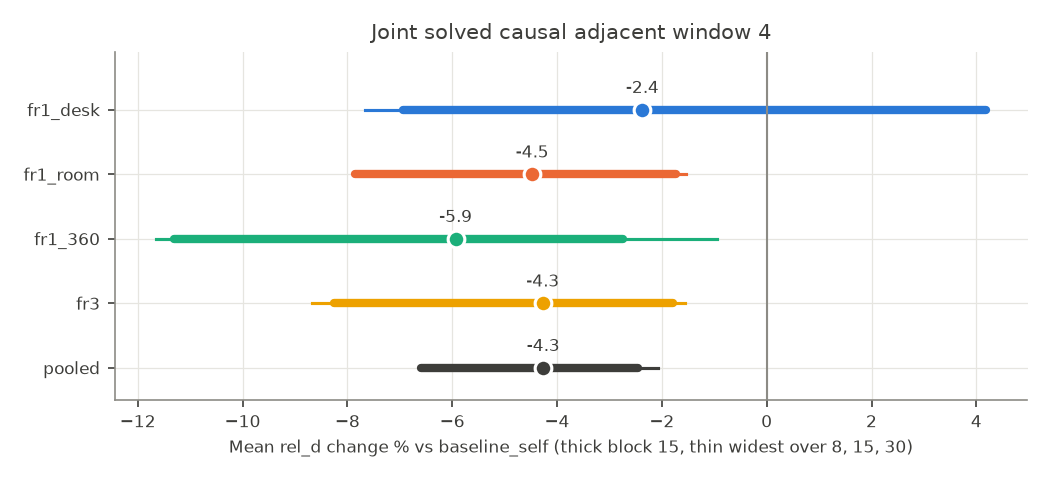 Joint solved causal adjacent window 4
fr1_desk
-2.4
fr1_room
-4.5
fr1_360
-5.9
fr3
-4.3
pooled
-4.3
−12 −10 −8 −6 −4 −2 0 2 4
Mean rel_d change % vs baseline_self (thick block 15, thin widest over 8, 15, 30)